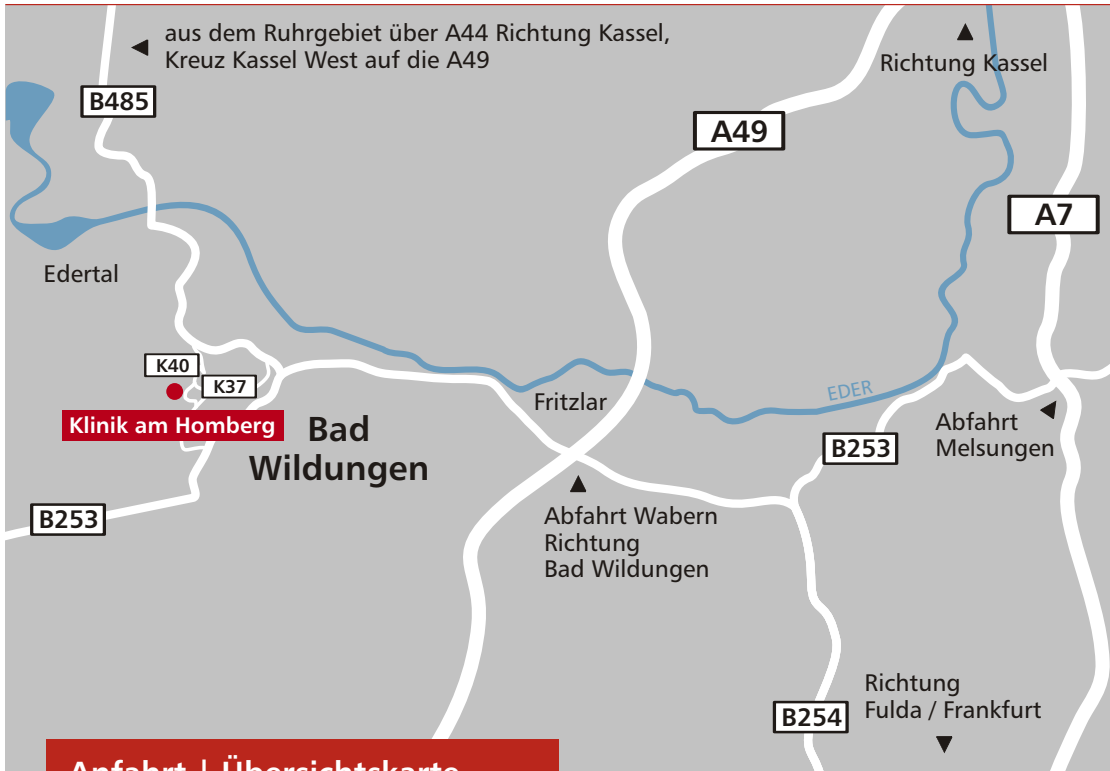 aus dem Ruhrgebiet über A44 Richtung Kassel,
Kreuz Kassel West auf die A49
Richtung Kassel
B485
A49
A7
Edertal
K40
K37
Klinik am Homberg
Bad
Wildungen
Fritzlar
EDER
B253
Abfahrt
Melsungen
B253
Abfahrt Wabern
Richtung
Bad Wildungen
Richtung
Fulda / Frankfurt
B254
Anfahrt | Übersichtskarte